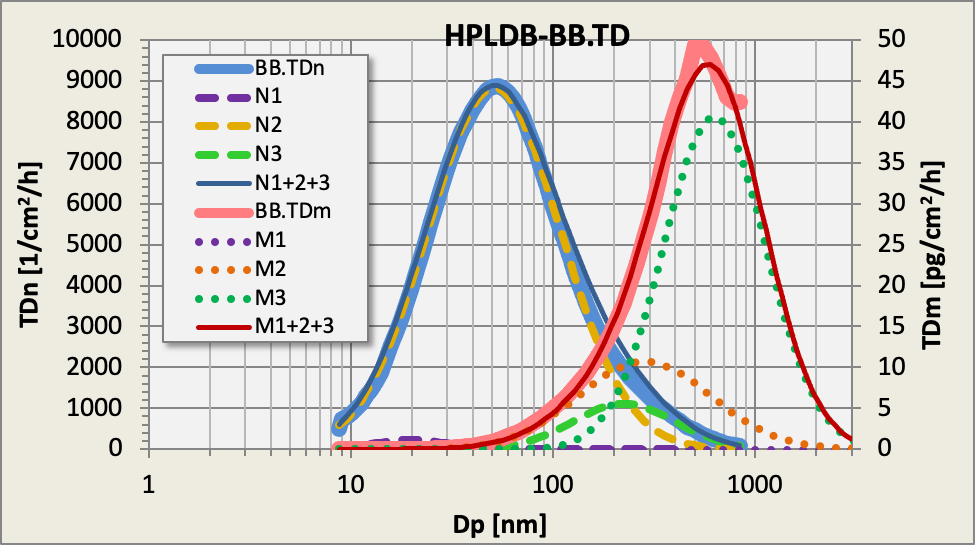 HPLDB-BB.TD
10000
9000
8000
7000
6000
5000
4000
3000
2000
1000
0
TDn [1/cm²/h]
BB.TDn
N1
N2
N3
N1+2+3
BB.TDm
M1
M2
M3
M1+2+3
50
45
40
35
30
25
20
15
10
5
0
TDm [pg/cm²/h]
1 10 100 1000
Dp [nm]